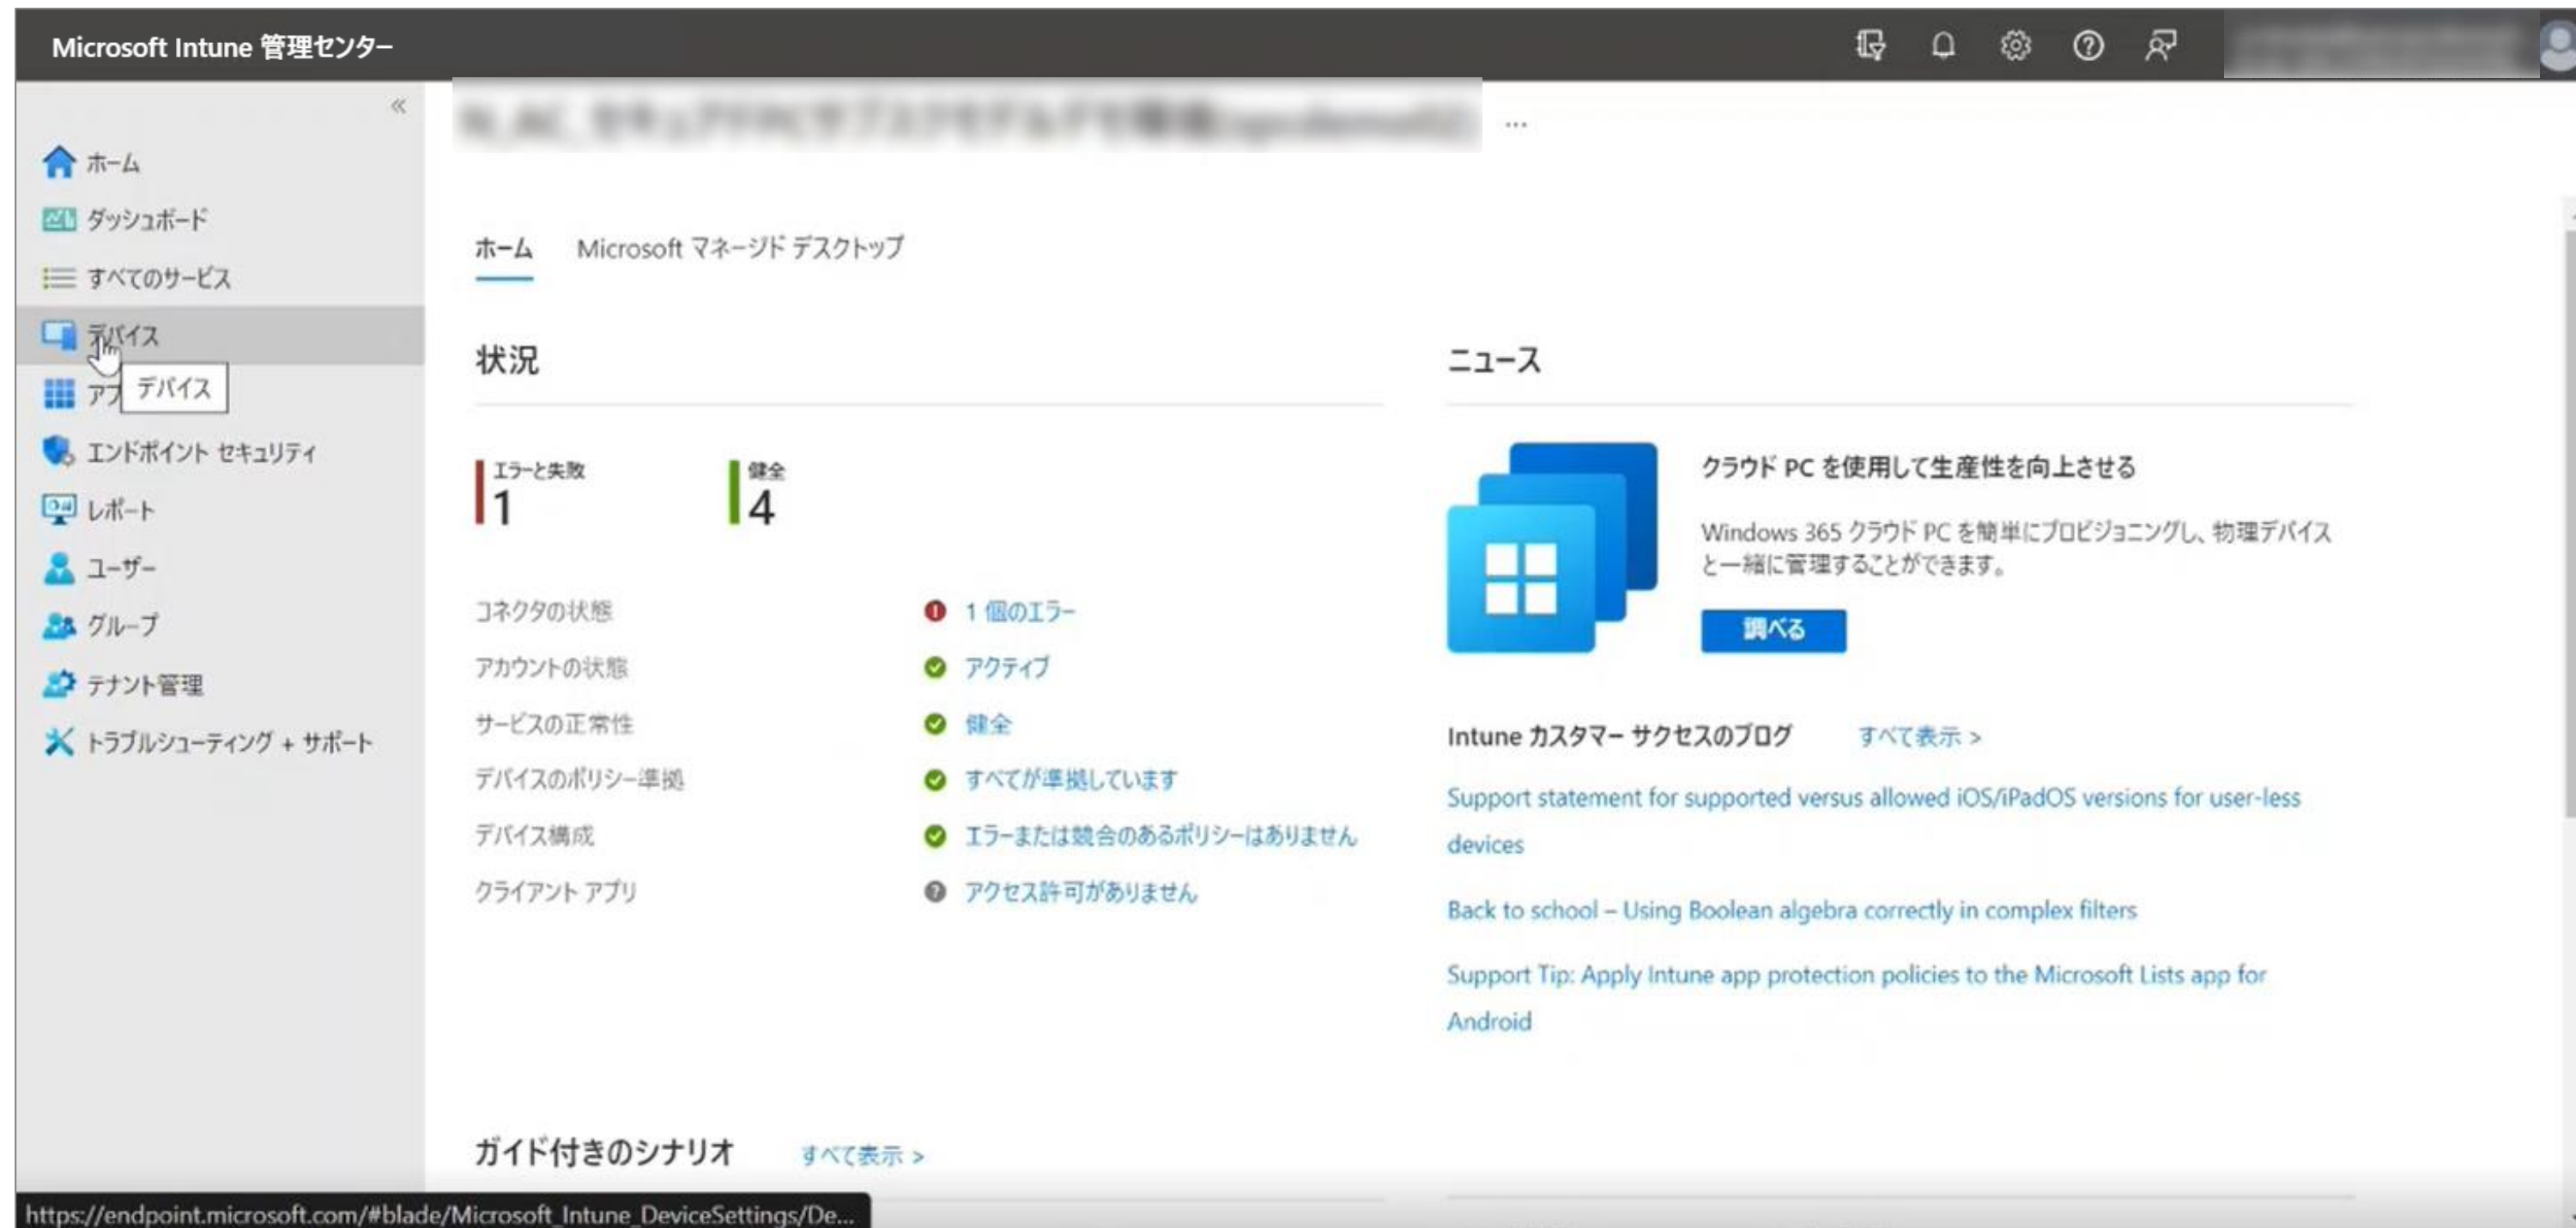 Microsoft Intune 管理センター
«
...
ホーム
ダッシュボード
すべてのサービス
デバイス
デバイス
アプ
エンドポイント セキュリティ
レポート
ユーザー
グループ
テナント管理
トラブルシューティング + サポート
ホーム Microsoft マネージド デスクトップ
状況
エラーと失敗
1
健全
4
コネクタの状態 1 個のエラー
アカウントの状態 アクティブ
サービスの正常性 健全
デバイスのポリシー準拠 すべてが準拠しています
デバイス構成 エラーまたは競合のあるポリシーはありません
クライアント アプリ アクセス許可がありません
ガイド付きのシナリオ すべて表示 >
ニュース
クラウド PC を使用して生産性を向上させる
Windows 365 クラウド PC を簡単にプロビジョニングし、物理デバイス
と一緒に管理することができます。
調べる
Intune カスタマー サクセスのブログ すべて表示 >
Support statement for supported versus allowed iOS/iPadOS versions for user-less
devices
Back to school – Using Boolean algebra correctly in complex filters
Support Tip: Apply Intune app protection policies to the Microsoft Lists app for
Android
https://endpoint.microsoft.com/#blade/Microsoft_Intune_DeviceSettings/De...